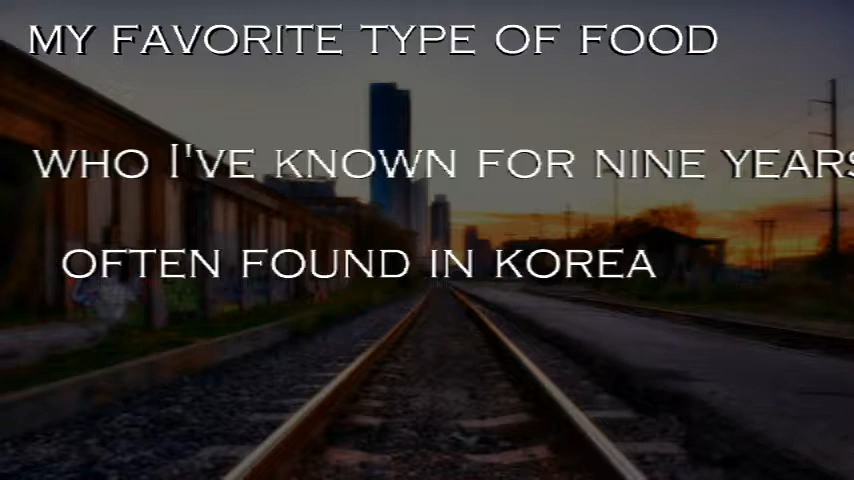 MY FAVORITE TYPE OF FOOD
WHO I'VE KNOWN FOR NINE YEARS
OFTEN FOUND IN KOREA